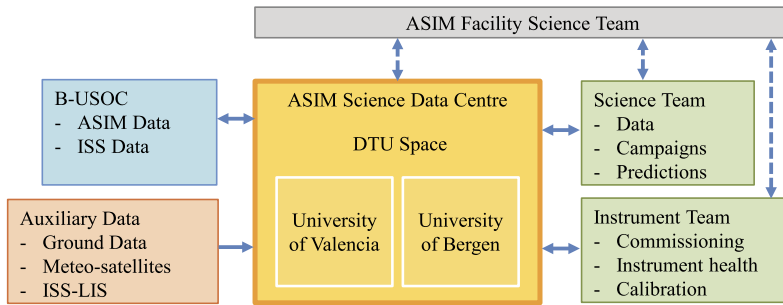 ASIM Facility Science Team
B-USOC
- ASIM Data
- ISS Data
Auxiliary Data
- Ground Data
- Meteo-satellites
- ISS-LIS
ASIM Science Data Centre
DTU Space
University
of Valencia
University
of Bergen
Science Team
- Data
- Campaigns
- Predictions
Instrument Team
- Commissioning
- Instrument health
- Calibration